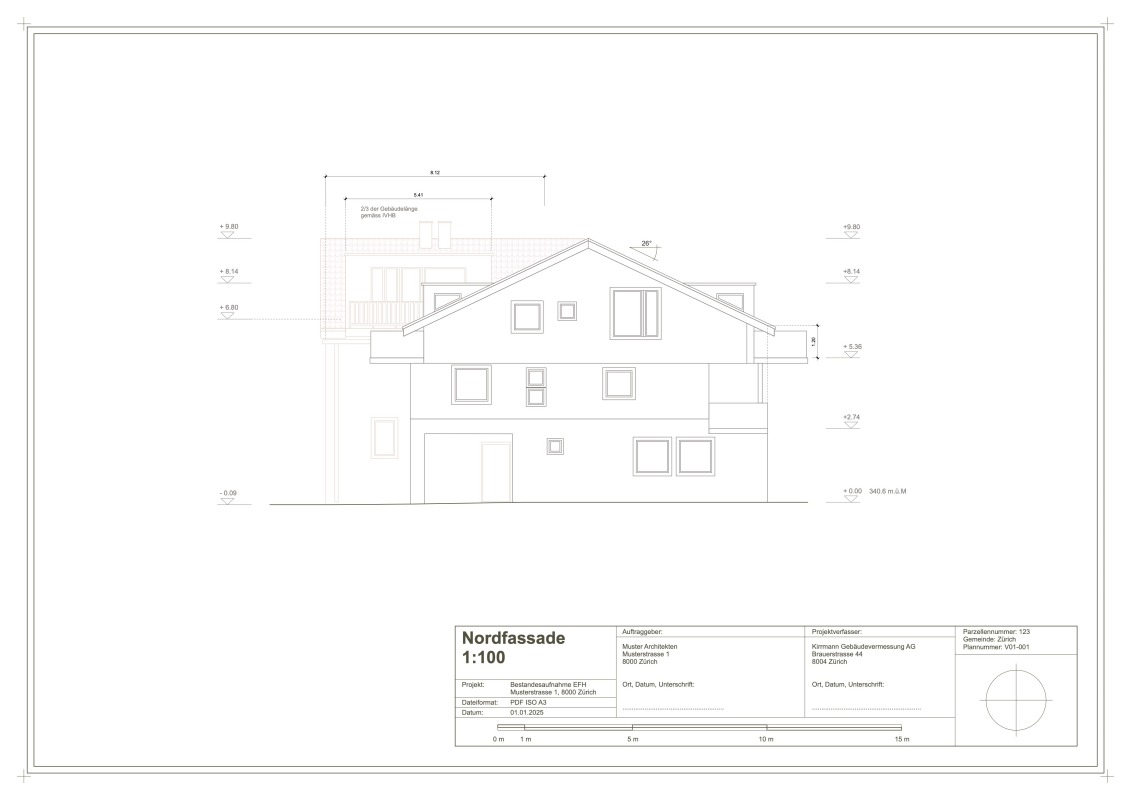 8.12
5.41
2/3 der Gebäudelänge
gemäss IVHB
+ 9.80
+ 8.14
+ 6.80
- 0.09
26°
+9.80
+8.14
1.20
+ 5.36
+2.74
+ 0.00 340.6 m.ü.M
Nordfassade
1:100
Projekt: Bestandesaufnahme EFH
Musterstrasse 1, 8000 Zürich
Dateiformat: PDF ISO A3
Datum: 01.01.2025
Auftraggeber:
Muster Architekten
Musterstrasse 1
8000 Zürich
Ort, Datum, Unterschrift:
Projektverfasser:
Kirrmann Gebäudevermessung AG
Brauerstrasse 44
8004 Zürich
Ort, Datum, Unterschrift:
Parzellennummer: 123
Gemeinde: Zürich
Plannummer: V01-001
0 m 1 m 5 m 10 m 15 m